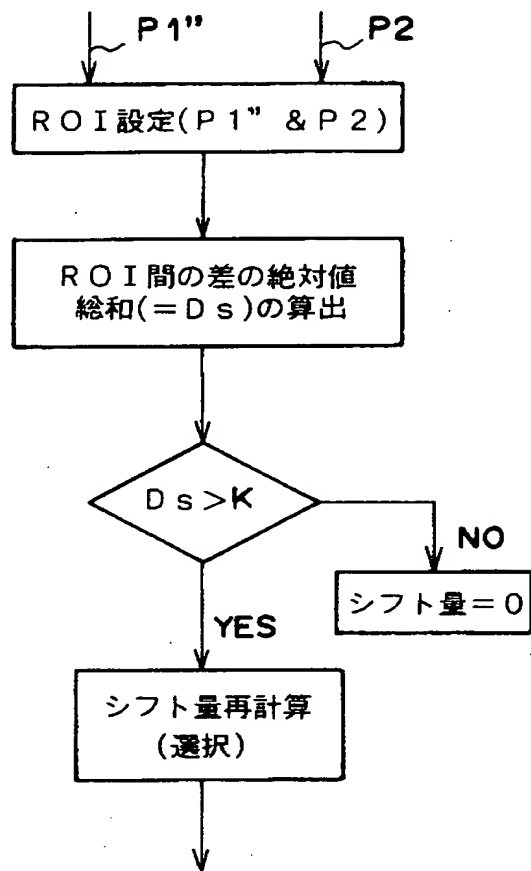 P1”
P2
ROI設定(P1”&P2)
ROI間の差の絶対値
総和(=Ds)の算出
Ds>K
NO
シフト量=0
YES
シフト量再計算
(選択)